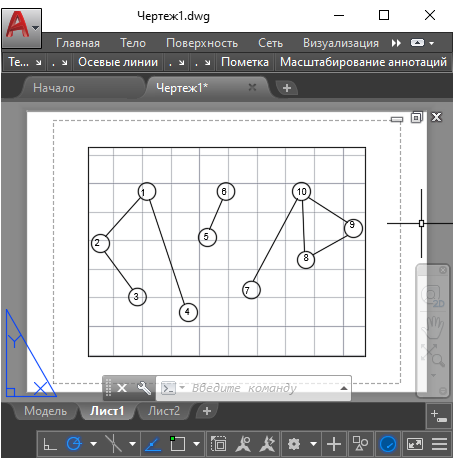 A
Чертеж1.dwg
Главная Тело Поверхность Сеть Визуализация
Те... Осевые линии Пометка Масштабирование аннотаций
Начало Чертеж1*
1 6 10
9
2 5
8
7
3
4
2D
Y
X
Введите команду
Модель Лист1 Лист2